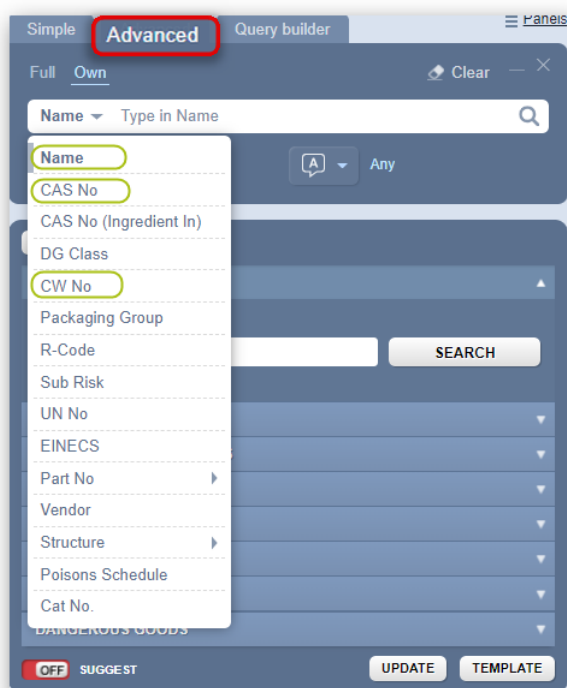 Simple Advanced Query builder Panels
Full Own Clear
Name Type in Name
Name
A Any
CAS No
CAS No (Ingredient In)
DG Class
CW No
Packaging Group
R-Code
SEARCH
Sub Risk
UN No
EINECS
Part No
Vendor
Structure
Poisons Schedule
Cat No.
DANGEROUS GOODS
OFF SUGGEST UPDATE TEMPLATE